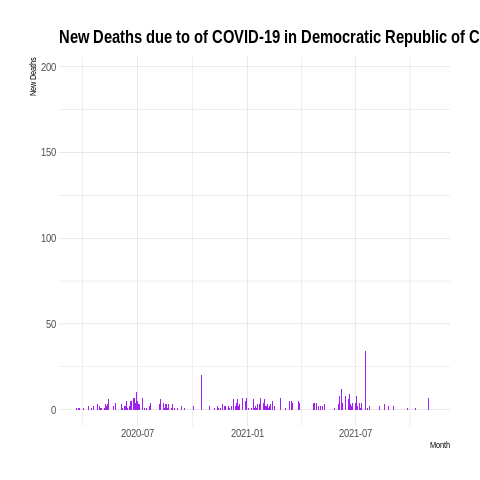 New Deaths due to of COVID-19 in Democratic Republic of C
New Deaths
200
150
100
50
0
2020-07
2021-01
2021-07
Month